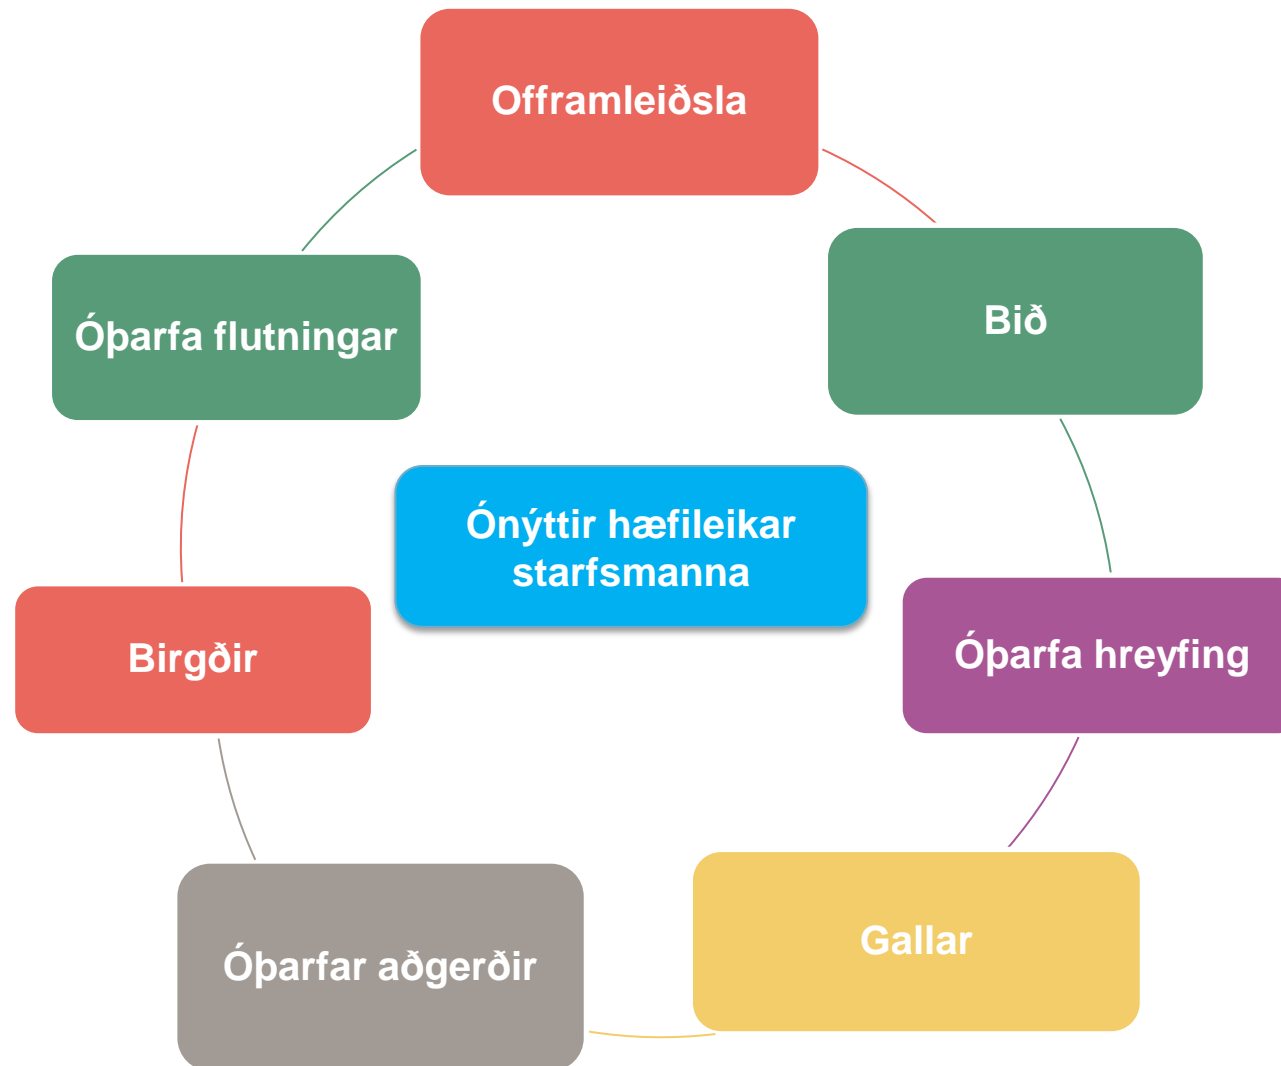 Offramleiðsla
Bið
Óþarfa hreyfing
Gallar
Óþarfar aðgerðir
Birgðir
Óþarfa flutningar
Ónýttir hæfileikar
starfsmanna